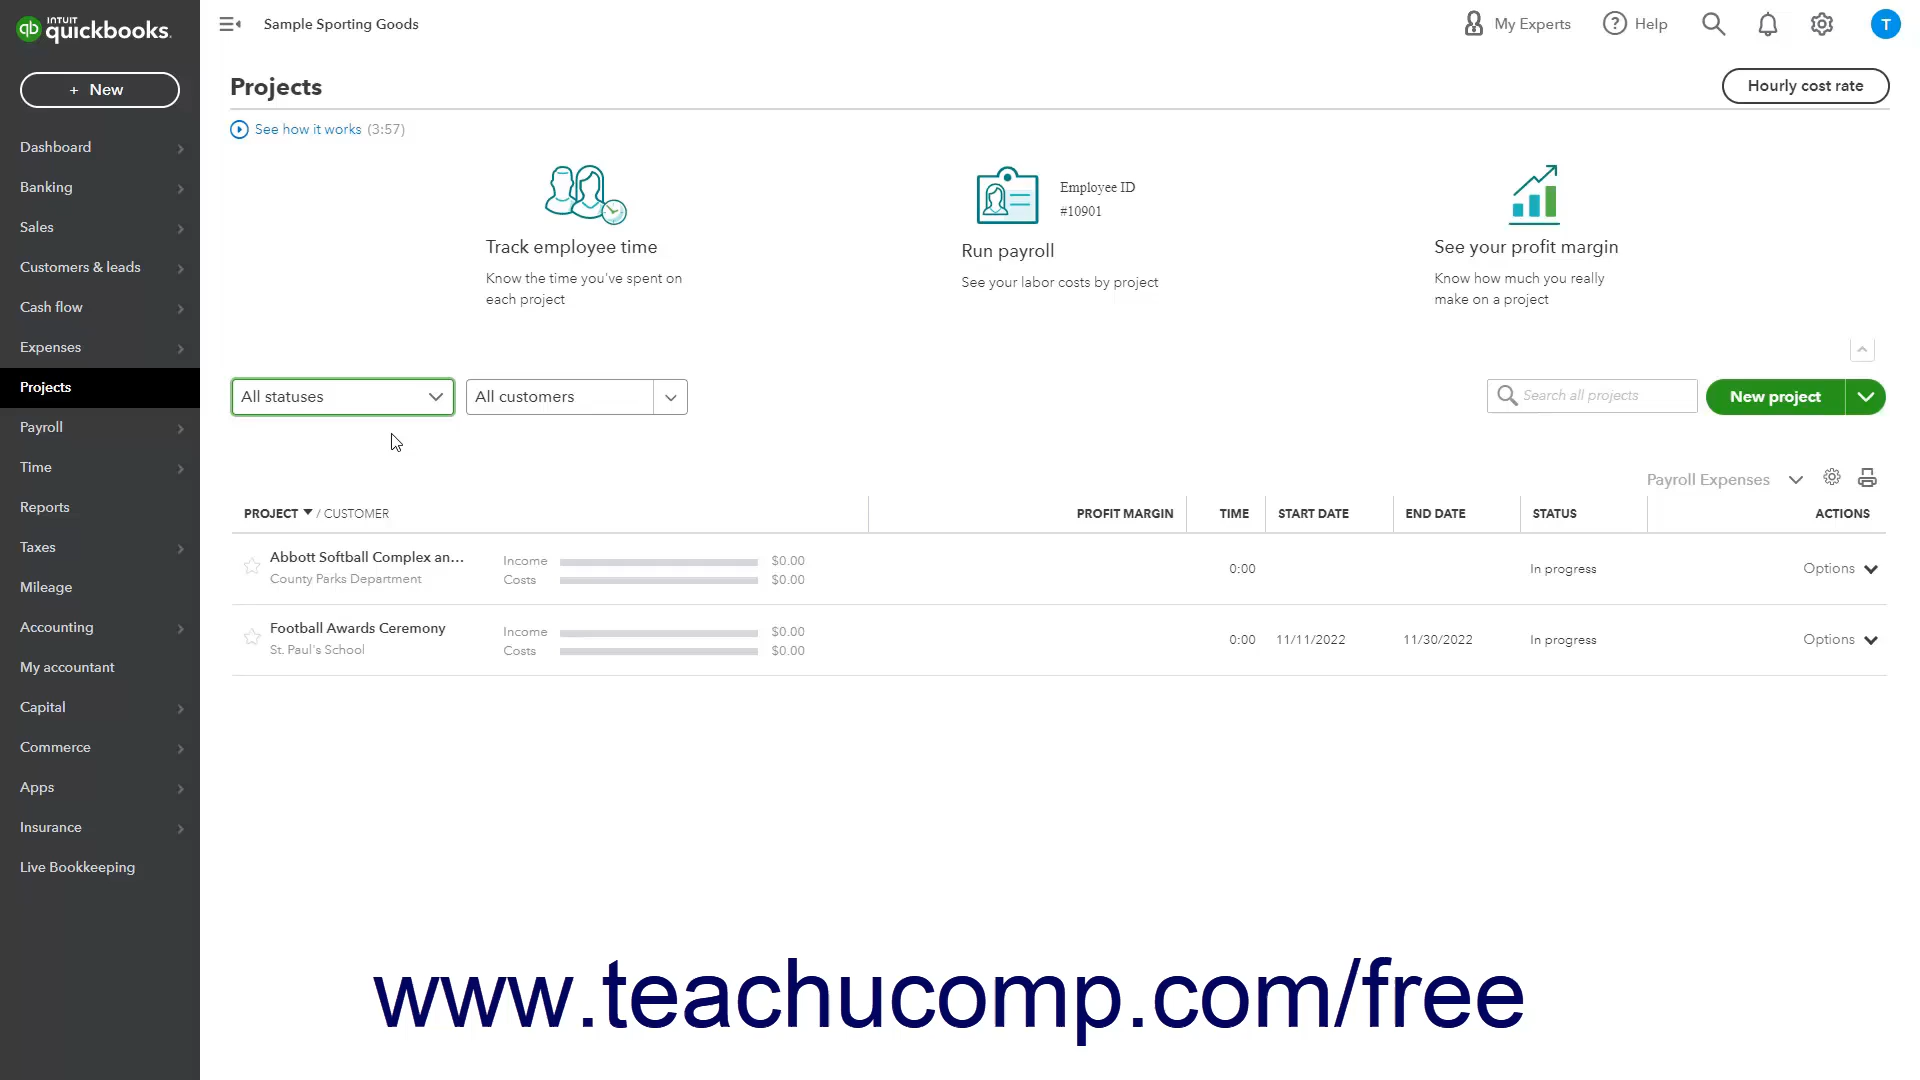 INTUIT
quickbooks.
Sample Sporting Goods
My Experts
Help
T
+ New
Projects
Hourly cost rate
See how it works (3:57)
Dashboard
Banking
Sales
Customers & leads
Cash flow
Expenses
Projects
Payroll
Time
Reports
Taxes
Mileage
Accounting
My accountant
Capital
Commerce
Apps
Insurance
Live Bookkeeping
Track employee time
Know the time you've spent on
each project
Employee ID
#10901
Run payroll
See your labor costs by project
See your profit margin
Know how much you really
make on a project
All statuses
All customers
Search all projects
New project
Payroll Expenses
PROJECT / CUSTOMER PROFIT MARGIN TIME START DATE END DATE STATUS ACTIONS
Abbott Softball Complex an...
County Parks Department
Income $0.00
Costs $0.00
0:00 In progress Options
Football Awards Ceremony
St. Paul's School
Income $0.00
Costs $0.00
0:00 11/11/2022 11/30/2022 In progress Options
www.teachucomp.com/free